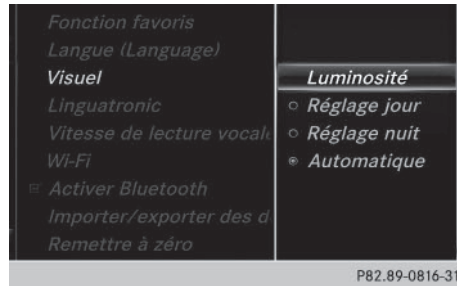 Fonction favoris
Langue (Language)
Visuel
Linguatronic
Vitesse de lecture
Wi-Fi
Activer Bluetooth
Importer/exporter des
Remettre à zéro
Luminosité
Réglage jour
Réglage nuit
Automatique
P82.89-0816-31